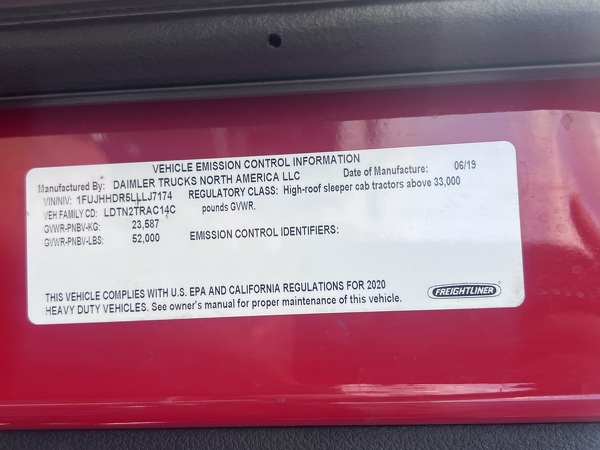 VEHICLE EMISSION CONTROL INFORMATION
Manufactured By: DAIMLER TRUCKS NORTH AMERICA LLC Date of Manufacture: 06/19
VIN/NIV: 1FUJHHDR5LLLJ7174 REGULATORY CLASS: High-roof sleeper cab tractors above 33,000
VEH FAMILY CD: LDTN2TRAC14C pounds GVWR.
GVWR-PNBV-KG: 23,587
GVWR-PNBV-LBS: 52,000 EMISSION CONTROL IDENTIFIERS:
THIS VEHICLE COMPLIES WITH U.S. EPA AND CALIFORNIA REGULATIONS FOR 2020
HEAVY DUTY VEHICLES. See owner's manual for proper maintenance of this vehicle.
FREIGHTLINER